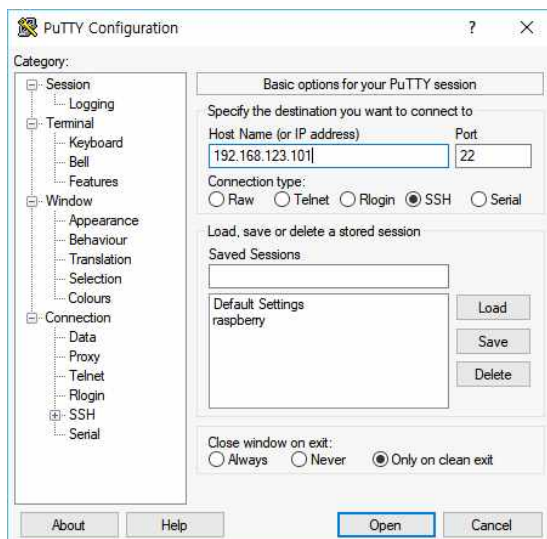 PuTTY Configuration
Category:
Session
Logging
Terminal
Keyboard
Bell
Features
Window
Appearance
Behaviour
Translation
Selection
Colours
Connection
Data
Proxy
Telnet
Rlogin
SSH
Serial
Basic options for your PuTTY session
Specify the destination you want to connect to
Host Name (or IP address) Port
192.168.123.101 22
Connection type:
Raw Telnet Rlogin SSH Serial
Load, save or delete a stored session
Saved Sessions
Default Settings
raspberry
Load
Save
Delete
Close window on exit:
Always Never Only on clean exit
About Help Open Cancel